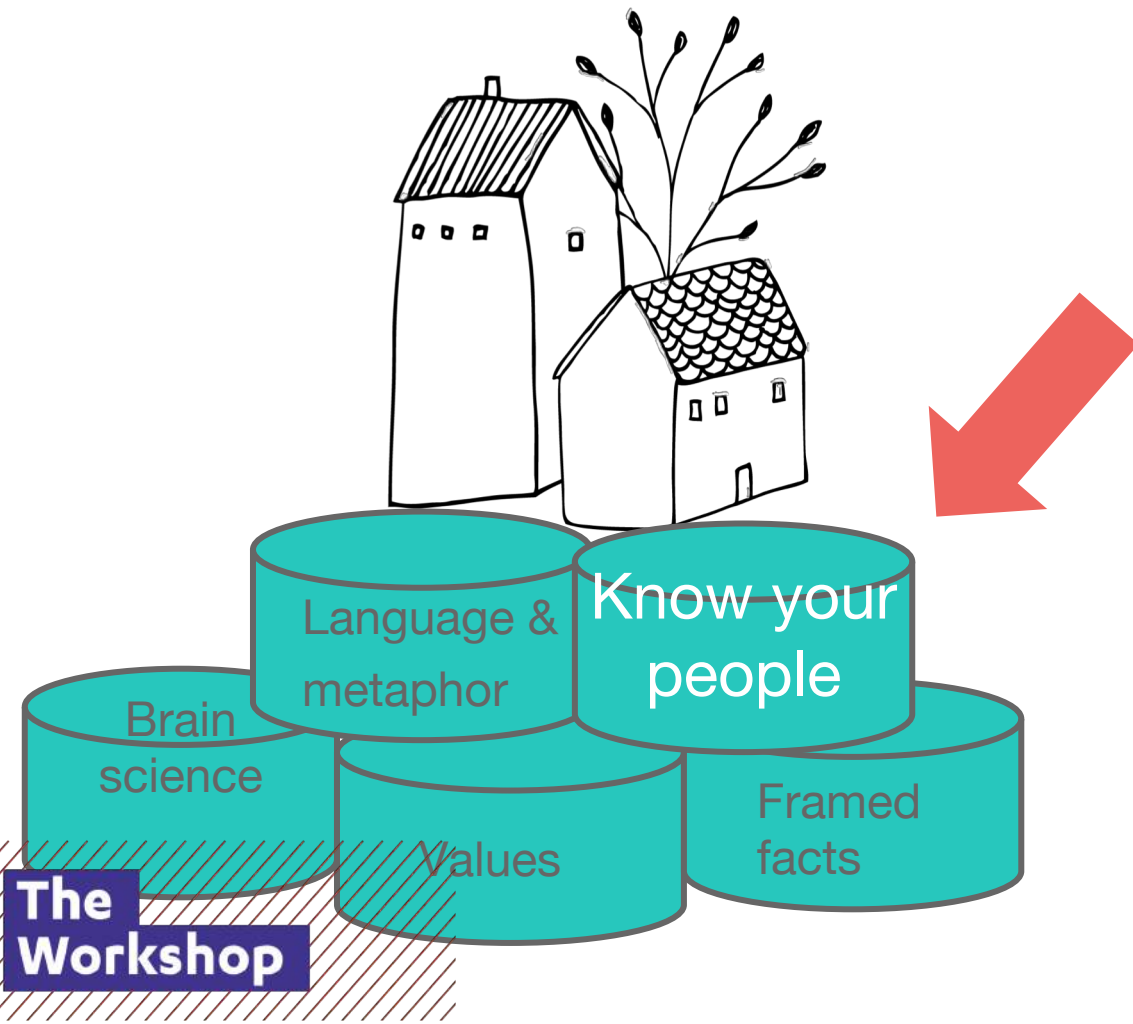 Language &
metaphor
Know your
people
Brain
science
Values
Framed
facts
The
Workshop